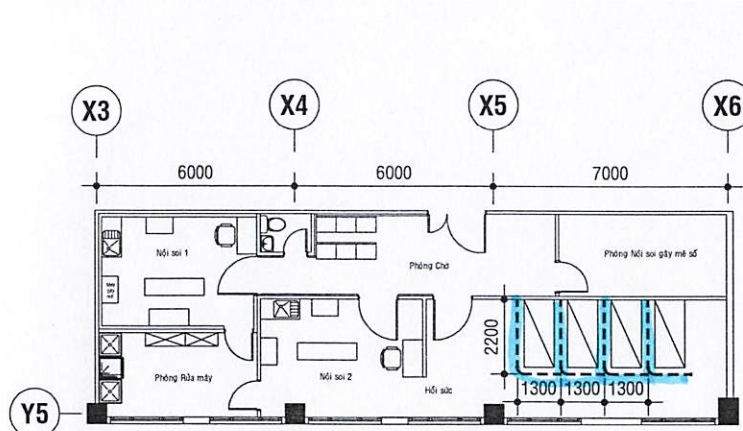 X3
X4
X5
X6
6000
6000
7000
Nội soi 1
Phòng Chờ
Phòng Nội soi gây mê số
2200
Phòng Rửa máy
Nội soi 2
Hồi sức
1300
1300
1300
Y5